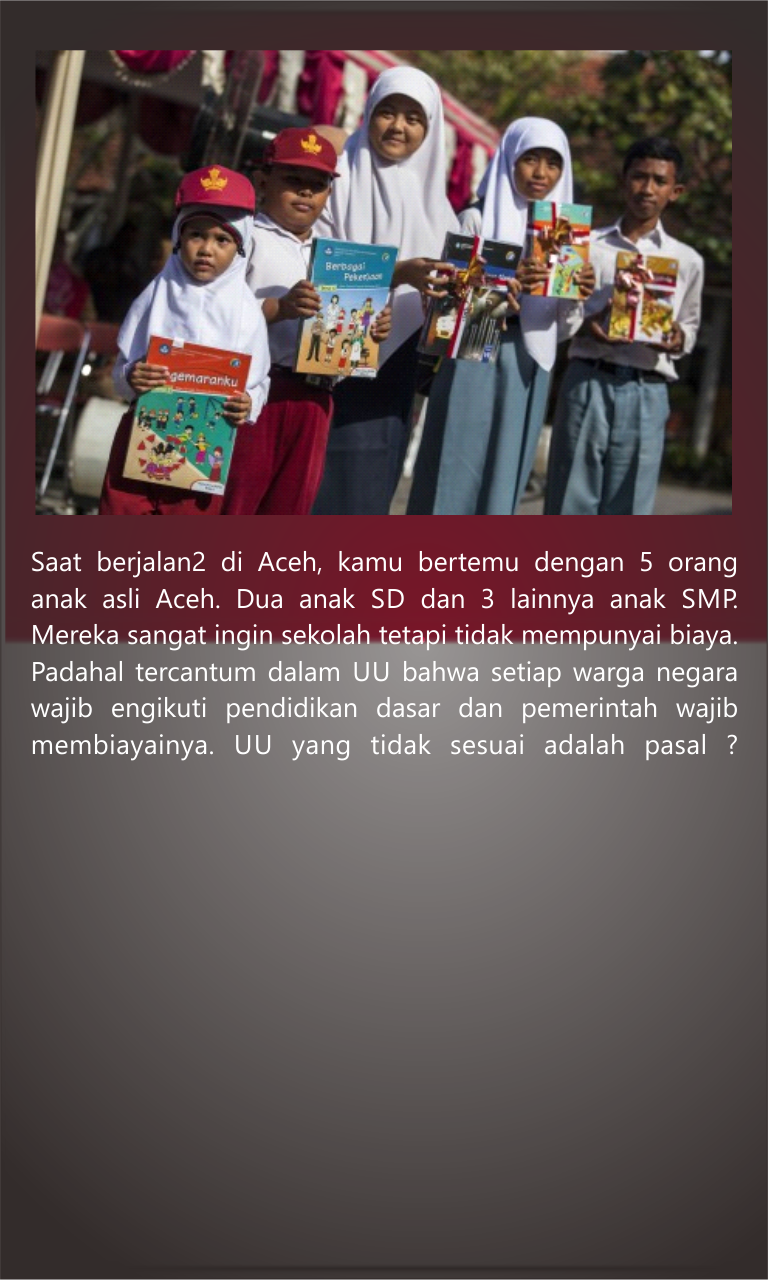 gemaranku
Berbagai
Pekerjaan
Saat berjalan2 di Aceh, kamu bertemu dengan 5 orang
anak asli Aceh. Dua anak SD dan 3 lainnya anak SMP.
Mereka sangat ingin sekolah tetapi tidak mempunyai biaya.
Padahal tercantum dalam UU bahwa setiap warga negara
wajib engikuti pendidikan dasar dan pemerintah wajib
membiayainya. UU yang tidak sesuai adalah pasal ?